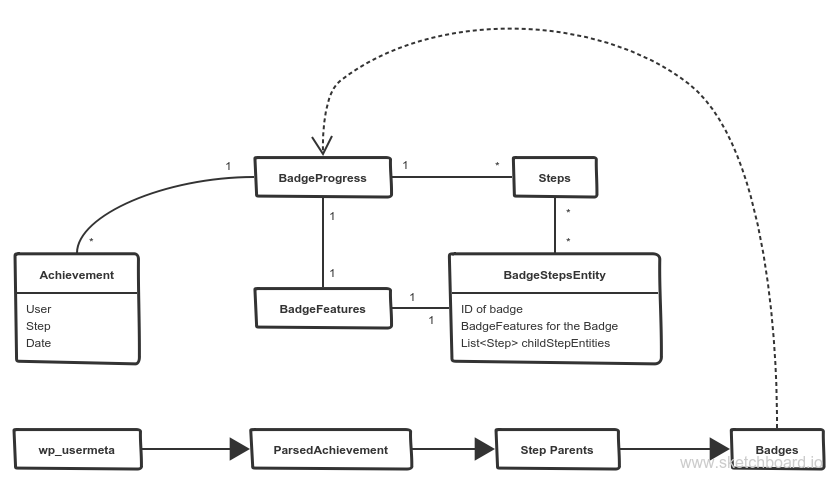 1
BadgeProgress
1
*
Steps
*
1
*
*
Achievement
User
Step
Date
1
BadgeFeatures
1
1
BadgeStepsEntity
ID of badge
BadgeFeatures for the Badge
List<Step> childStepEntities
wp_usermeta
ParsedAchievement
Step Parents
Badges
www.sketchboard.io